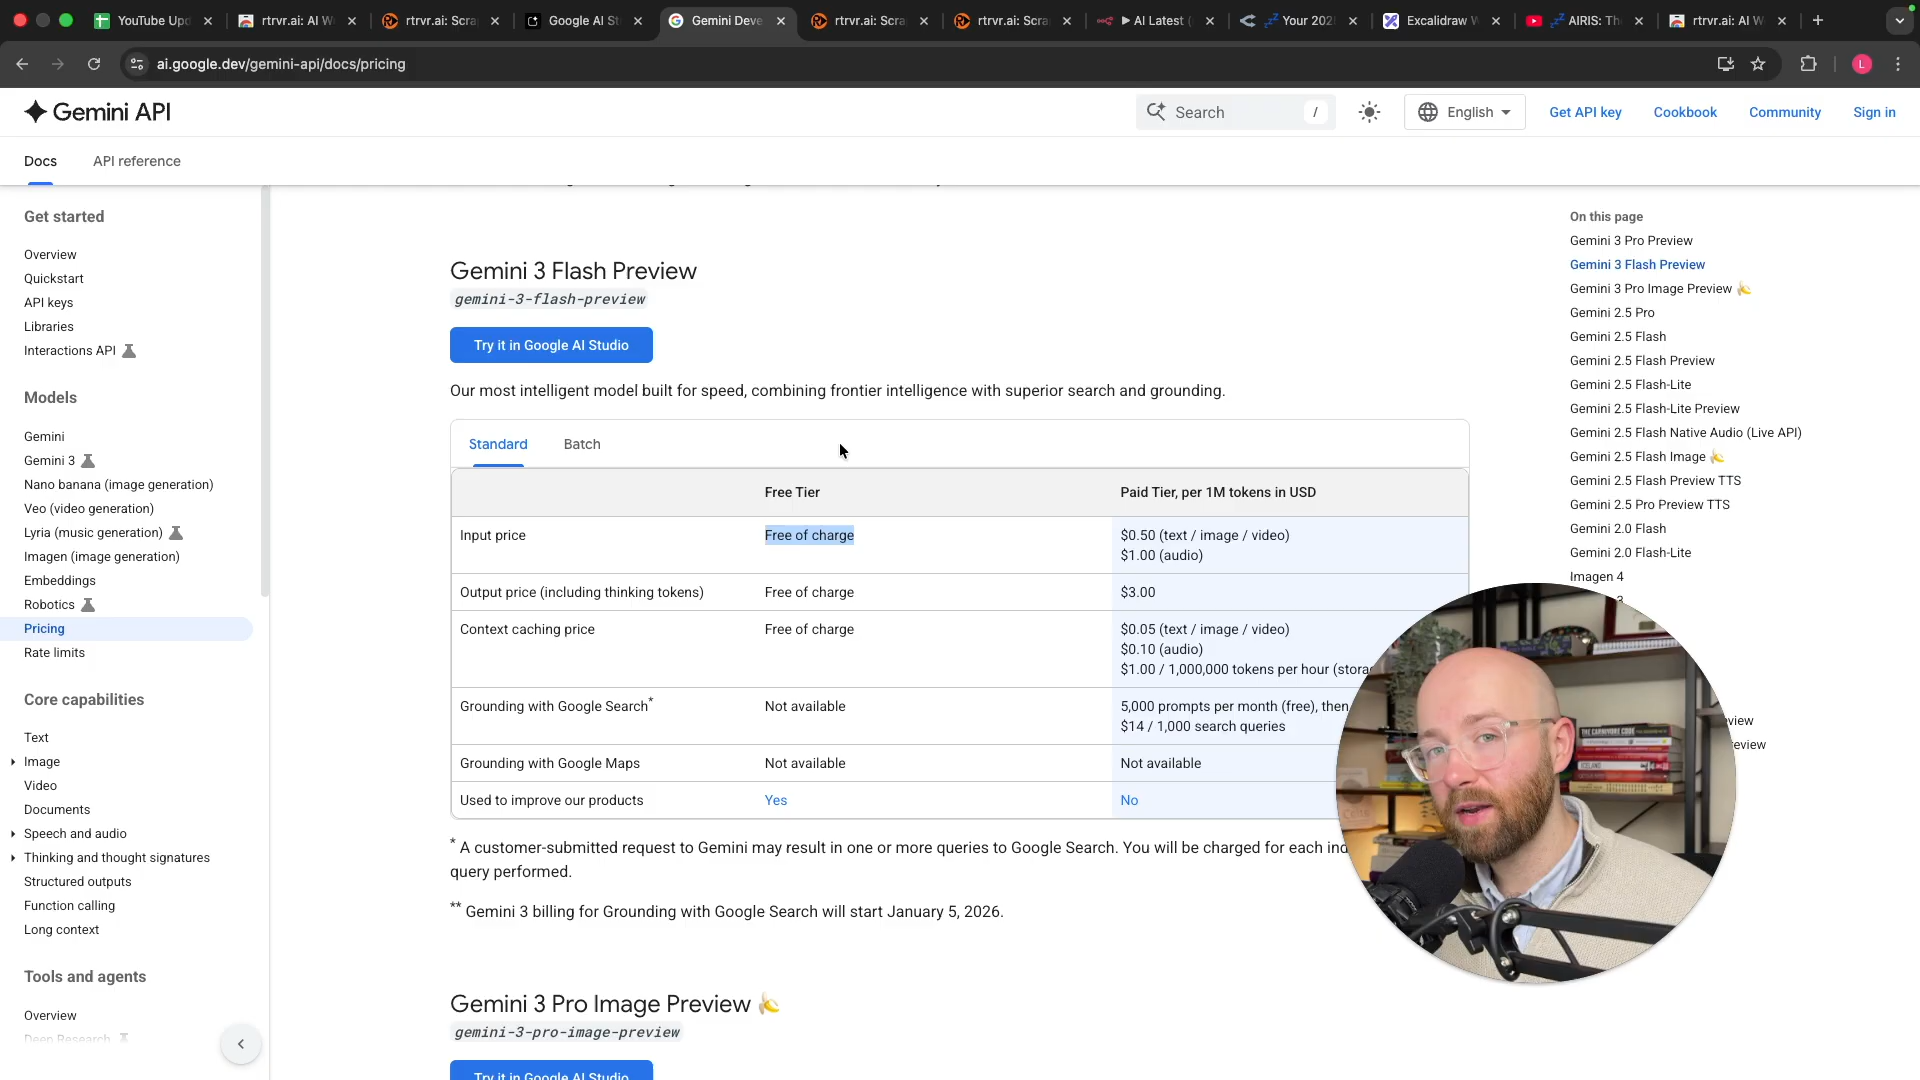 YouTube Upd
rtrvr.ai: AI W
rtrvr.ai: Scra
Google AI St
Gemini Deve
rtrvr.ai: Scra
rtrvr.ai: Scra
AI Latest (
Your 202
Excalidraw W
AIRIS: Th
rtrvr.ai: AI W
ai.google.dev/gemini-api/docs/pricing
L
Gemini API
Search
/
English
Get API key
Cookbook
Community
Sign in
Docs
API reference
Get started
Overview
Quickstart
API keys
Libraries
Interactions API
Models
Gemini
Gemini 3
Nano banana (image generation)
Veo (video generation)
Lyria (music generation)
Imagen (image generation)
Embeddings
Robotics
Pricing
Rate limits
Core capabilities
Text
Image
Video
Documents
Speech and audio
Thinking and thought signatures
Structured outputs
Function calling
Long context
Tools and agents
Overview
Deep Research
Gemini 3 Flash Preview
gemini-3-flash-preview
Try it in Google AI Studio
Our most intelligent model built for speed, combining frontier intelligence with superior search and grounding.
Standard Batch
Free Tier Paid Tier, per 1M tokens in USD
Input price Free of charge $0.50 (text / image / video)
$1.00 (audio)
Output price (including thinking tokens) Free of charge $3.00
Context caching price Free of charge $0.05 (text / image / video)
$0.10 (audio)
$1.00 / 1,000,000 tokens per hour (stora
Grounding with Google Search* Not available 5,000 prompts per month (free), then
$14 / 1,000 search queries
Grounding with Google Maps Not available Not available
Used to improve our products Yes No
* A customer-submitted request to Gemini may result in one or more queries to Google Search. You will be charged for each ind
query performed.
** Gemini 3 billing for Grounding with Google Search will start January 5, 2026.
Gemini 3 Pro Image Preview 🍌
gemini-3-pro-image-preview
Try it in Google AI Studio
On this page
Gemini 3 Pro Preview
Gemini 3 Flash Preview
Gemini 3 Pro Image Preview 🍌
Gemini 2.5 Pro
Gemini 2.5 Flash
Gemini 2.5 Flash Preview
Gemini 2.5 Flash-Lite
Gemini 2.5 Flash-Lite Preview
Gemini 2.5 Flash Native Audio (Live API)
Gemini 2.5 Flash Image 🍌
Gemini 2.5 Flash Preview TTS
Gemini 2.5 Pro Preview TTS
Gemini 2.0 Flash
Gemini 2.0 Flash-Lite
Imagen 4
3
view
review
THE CARNIVORE CODE
ICELAND